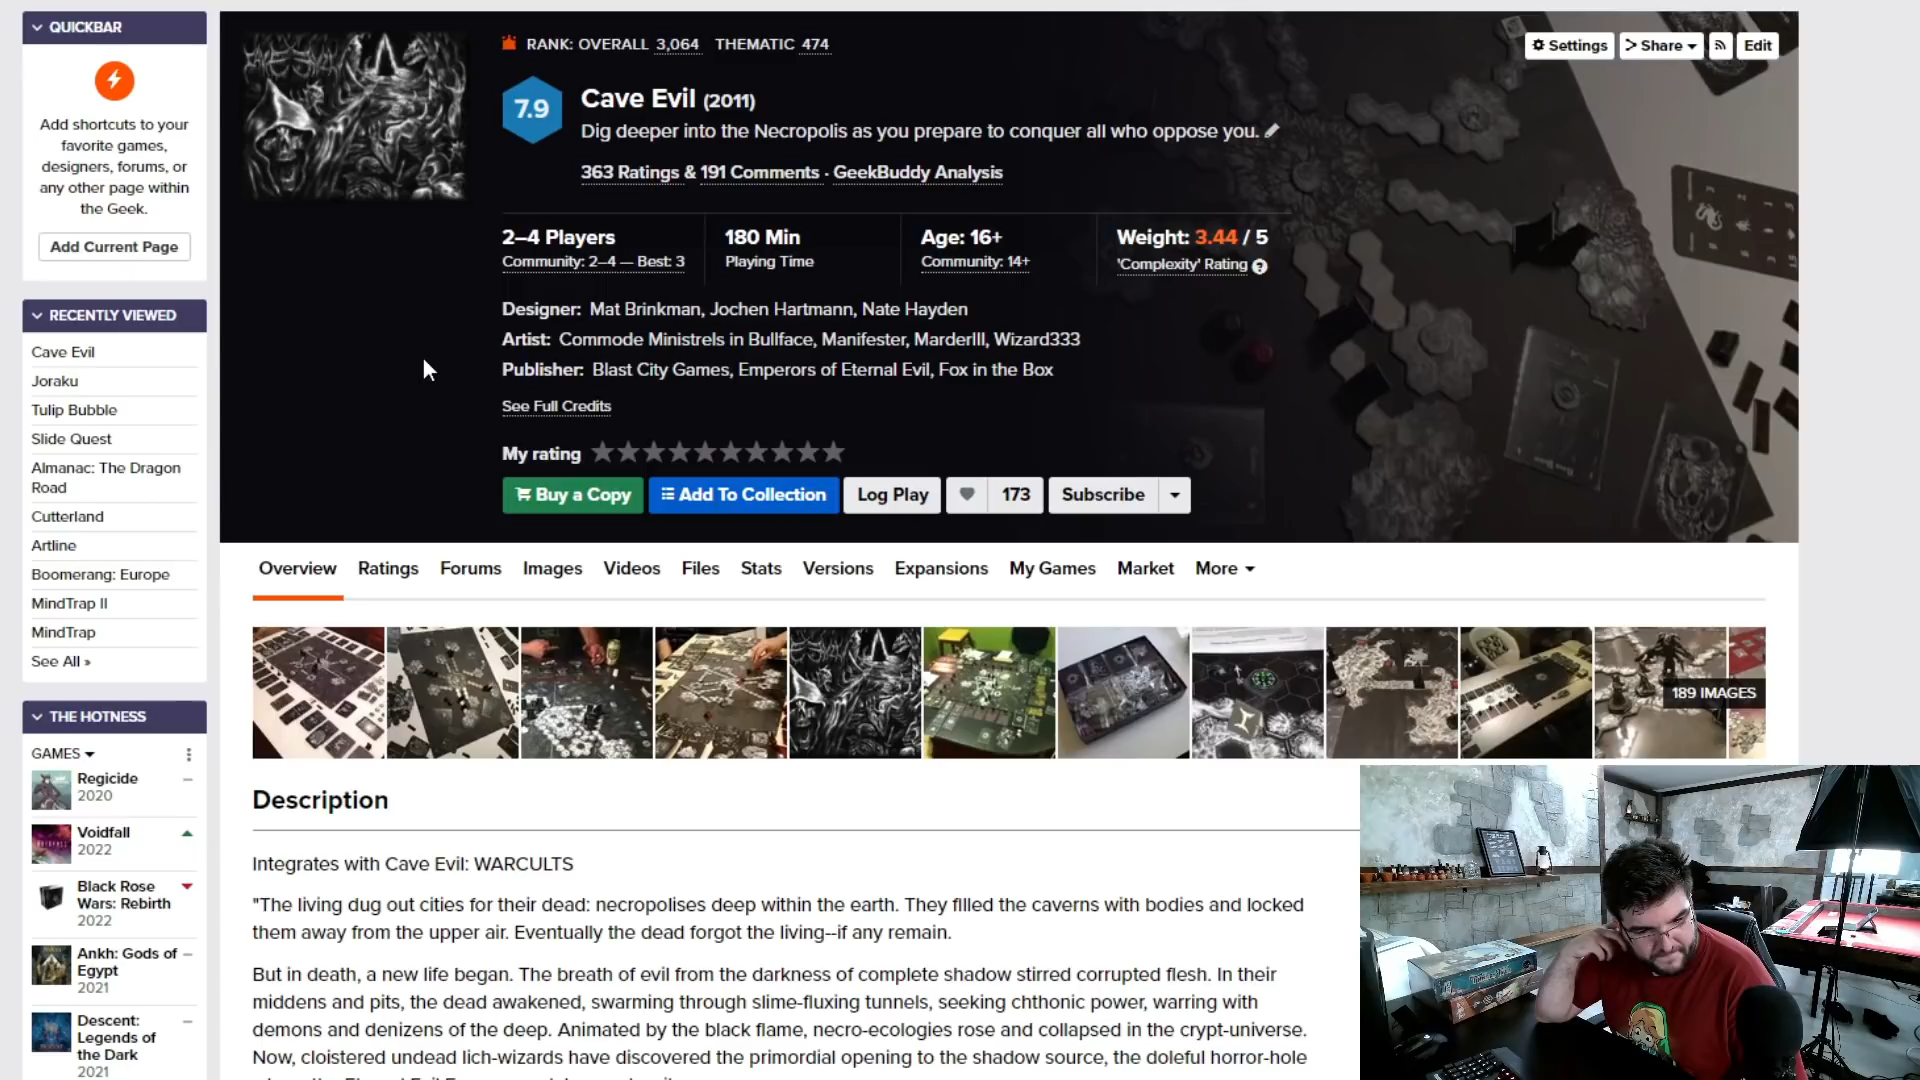 QUICKBAR
Add shortcuts to your
favorite games,
designers, forums, or
any other page within
the Geek.
Add Current Page
RECENTLY VIEWED
Cave Evil
Joraku
Tulip Bubble
Slide Quest
Almanac: The Dragon
Road
Cutterland
Artline
Boomerang: Europe
MindTrap II
MindTrap
See All »
THE HOTNESS
GAMES
Regicide
2020
Voidfall
2022
Black Rose
Wars: Rebirth
2022
Ankh: Gods of
Egypt
2021
Descent:
Legends of
the Dark
2021
RANK: OVERALL 3,064 THEMATIC 474
Settings
Share
Edit
7.9
Cave Evil (2011)
Dig deeper into the Necropolis as you prepare to conquer all who oppose you.
363 Ratings & 191 Comments · GeekBuddy Analysis
2–4 Players
Community: 2–4 — Best: 3
180 Min
Playing Time
Age: 16+
Community: 14+
Weight: 3.44 / 5
'Complexity' Rating ?
Designer: Mat Brinkman, Jochen Hartmann, Nate Hayden
Artist: Commode Ministrels in Bullface, Manifester, MarderIII, Wizard333
Publisher: Blast City Games, Emperors of Eternal Evil, Fox in the Box
See Full Credits
My rating
Buy a Copy
Add To Collection
Log Play
173
Subscribe
Overview Ratings Forums Images Videos Files Stats Versions Expansions My Games Market More
189 IMAGES
Description
Integrates with Cave Evil: WARCULTS
"The living dug out cities for their dead: necropolises deep within the earth. They filled the caverns with bodies and locked
them away from the upper air. Eventually the dead forgot the living--if any remain.
But in death, a new life began. The breath of evil from the darkness of complete shadow stirred corrupted flesh. In their
middens and pits, the dead awakened, swarming through slime-fluxing tunnels, seeking chthonic power, warring with
demons and denizens of the deep. Animated by the black flame, necro-ecologies rose and collapsed in the crypt-universe.
Now, cloistered undead lich-wizards have discovered the primordial opening to the shadow source, the doleful horror-hole